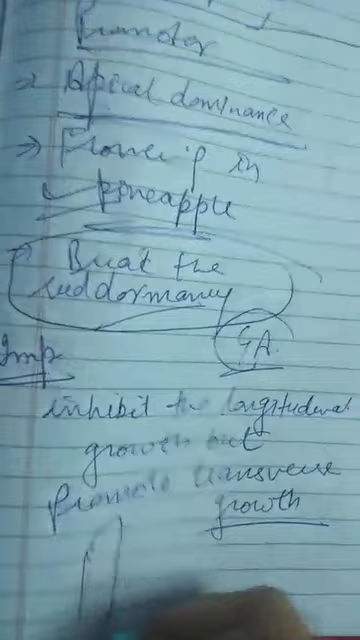 Promotor
→ Apical dominance
→ Flowering in
pineapple
→ Break the
seed dormancy
GA.
Imp
inhibit the longitudinal
growth but
Promote transverse
growth